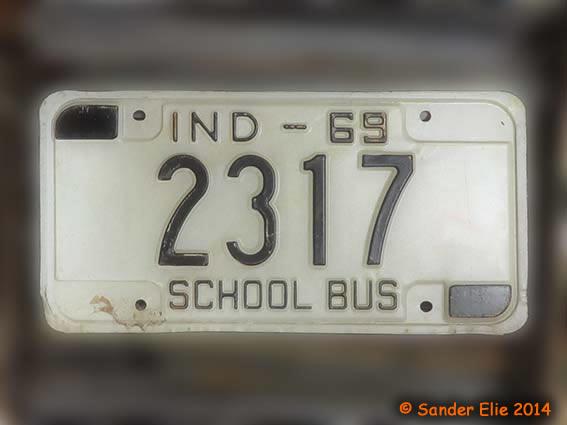 IND - 69
2317
SCHOOL BUS
© Sander Elie 2014